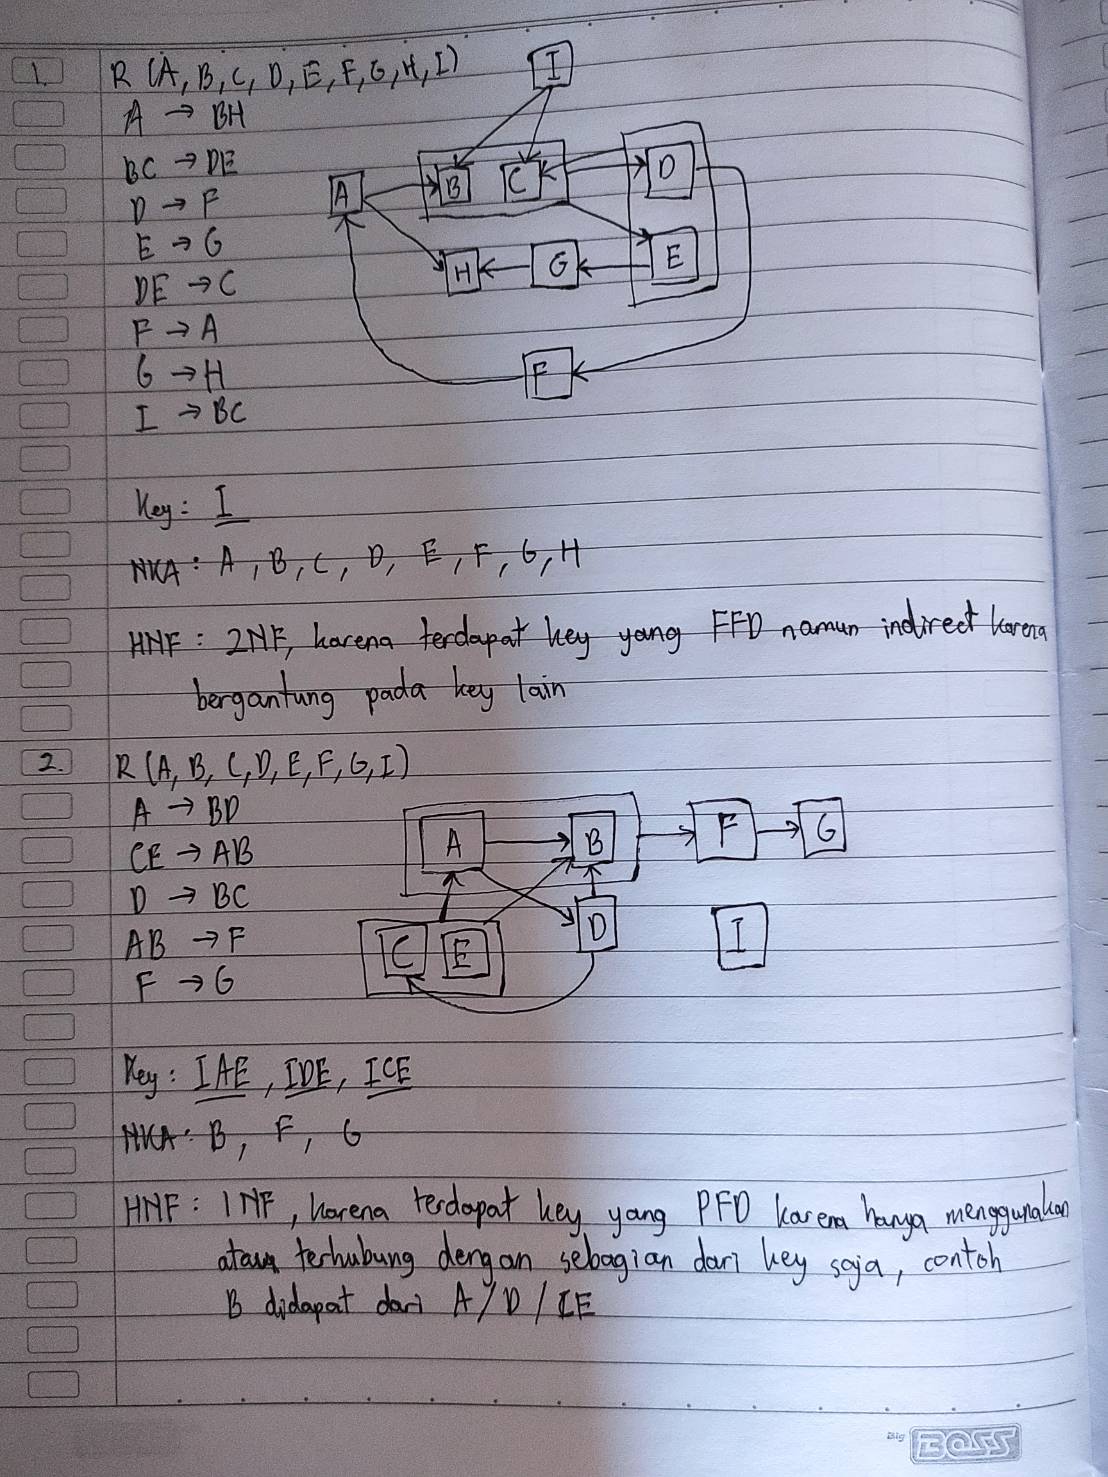 1. R (A, B, C, D, E, F, G, H, I)
A → BH
BC → DE
D → F
E → G
DE → C
F → A
G → H
I → BC
I
A B C D
H G E
F
Key: I
NKA: A, B, C, D, E, F, G, H
HNF: 2NF, karena terdapat key yang FFD namun indirect karena
bergantung pada key lain
2. R (A, B, C, D, E, F, G, I)
A → BD
CE → AB
D → BC
AB → F
F → G
A B F G
C E D I
Key: IAE, IDE, ICE
NKA: B, F, G
HNF: 1NF, karena terdapat key yang PFD karena hanya menggunakan
atau terhubung dengan sebagian dari key saja, contoh
B didapat dari A/D/CE
Big BOSS